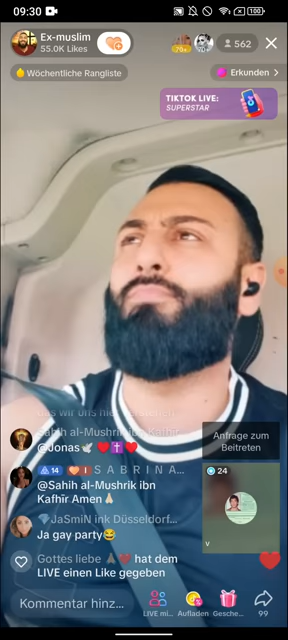 09:30
100
Ex-muslim
55.0K Likes
562
Wöchentliche Rangliste
Erkunden >
TIKTOK LIVE:
SUPERSTAR
Sahih al-Mushrik ibn Kafhir
@Jonas🕊 ❤️✝️❤️
Anfrage zum
Beitreten
14
I S A B R I N A...
24
@Sahih al-Mushrik ibn
Kafhīr Amen🙏🏻
JaSmiN ink Düsseldorf...
Ja gay party😂
Gottes liebe 🙏🏽❤️ hat dem
LIVE einen Like gegeben
Kommentar hinz...
LIVE mi...
Aufladen
Gesche...
99